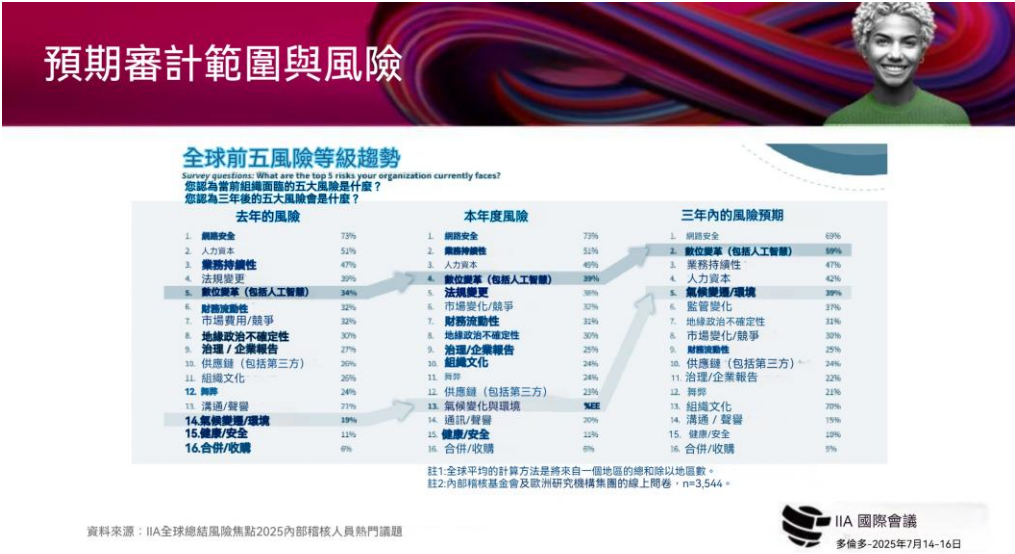 預期審計範圍與風險
全球前五風險等級趨勢
Survey questions: What are the top 5 risks your organization currently faces?
您認為當前組織面臨的五大風險是什麼？
您認為三年後的五大風險會是什麼？
去年的風險
1. 網路安全 73%
2. 人力資本 51%
3. 業務持續性 47%
4. 法規變更 39%
5. 數位變革（包括人工智慧） 34%
6. 財務流動性 32%
7. 市場費用/競爭 32%
8. 地緣政治不確定性 30%
9. 治理 / 企業報告 27%
10. 供應鏈（包括第三方） 26%
11. 組織文化 26%
12. 舞弊 24%
13. 溝通/聲譽 21%
14.氣候變遷/環境 19%
15.健康/安全 11%
16.合併/收購 6%
本年度風險
1. 網路安全 73%
2. 業務持續性 51%
3. 人力資本 49%
4. 數位變革（包括人工智慧） 39%
5. 法規變更 38%
6. 市場變化/競爭 32%
7. 財務流動性 31%
8. 地緣政治不確定性 30%
9. 治理/企業報告 25%
10. 組織文化 24%
11. 舞弊 24%
12. 供應鏈（包括第三方） 23%
13. 氣候變化與環境
14. 通訊/聲譽 20%
15. 健康/安全 11%
16. 合併/收購 6%
三年內的風險預期
1. 網路安全 69%
2. 數位變革（包括人工智慧） 59%
3. 業務持續性 47%
4. 人力資本 42%
5. 氣候變遷/環境 39%
6. 監管變化 37%
7. 地緣政治不確定性 31%
8. 市場變化/競爭 30%
9. 財務流動性 25%
10. 供應鏈（包括第三方） 24%
11. 治理/企業報告 22%
12. 舞弊 21%
13. 組織文化 20%
14. 溝通 / 聲譽 15%
15. 健康/安全 10%
16. 合併/收購 9%
註1:全球平均的計算方法是將來自一個地區的總和除以地區數。
註2:內部稽核基金會及歐洲研究機構集團的線上問卷，n=3,544。
資料來源：IIA全球總結風險焦點2025內部稽核人員熱門議題
IIA 國際會議
多倫多-2025年7月14-16日